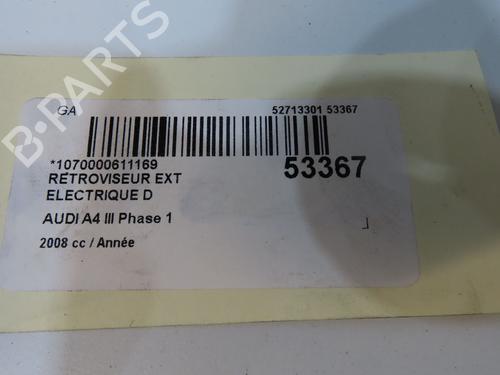 B-PARTS
GA 52713301 53367
*1070000611169 53367
RETROVISEUR EXT
ELECTRIQUE D
AUDI A4 III Phase 1
2008 cc / Année